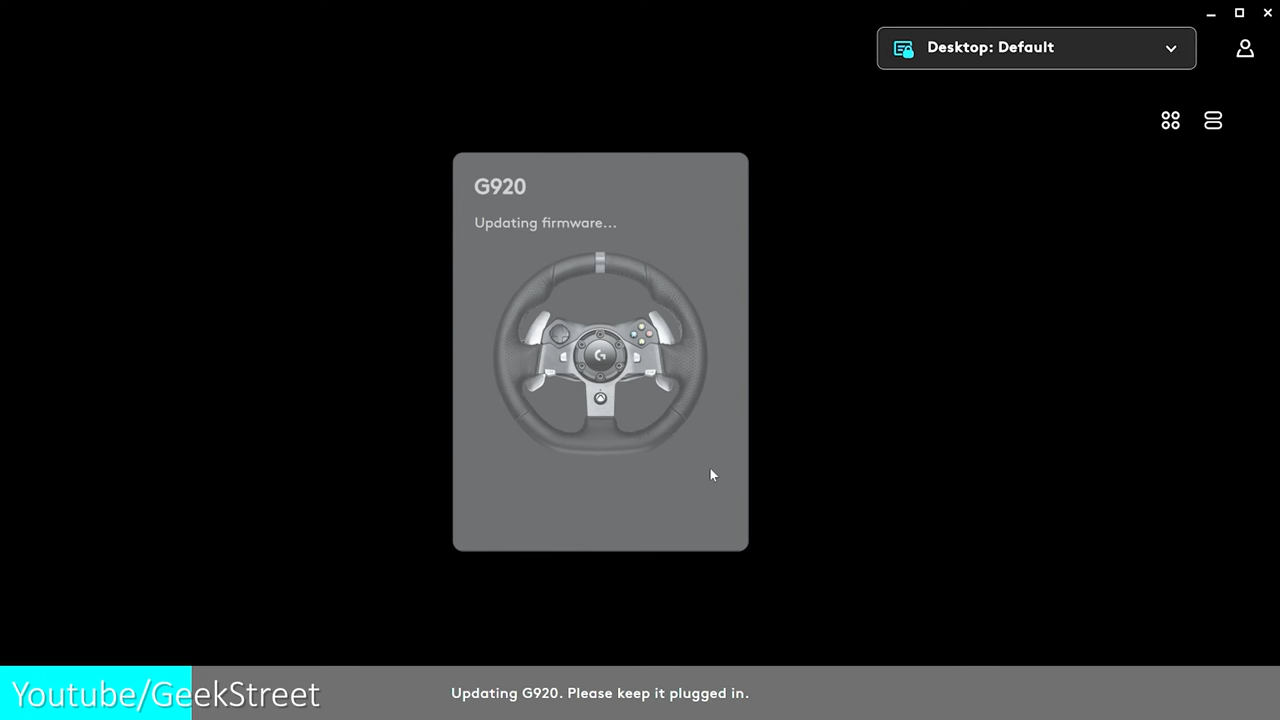 Desktop: Default
G920
Updating firmware...
Youtube/GeekStreet
Updating G920. Please keep it plugged in.